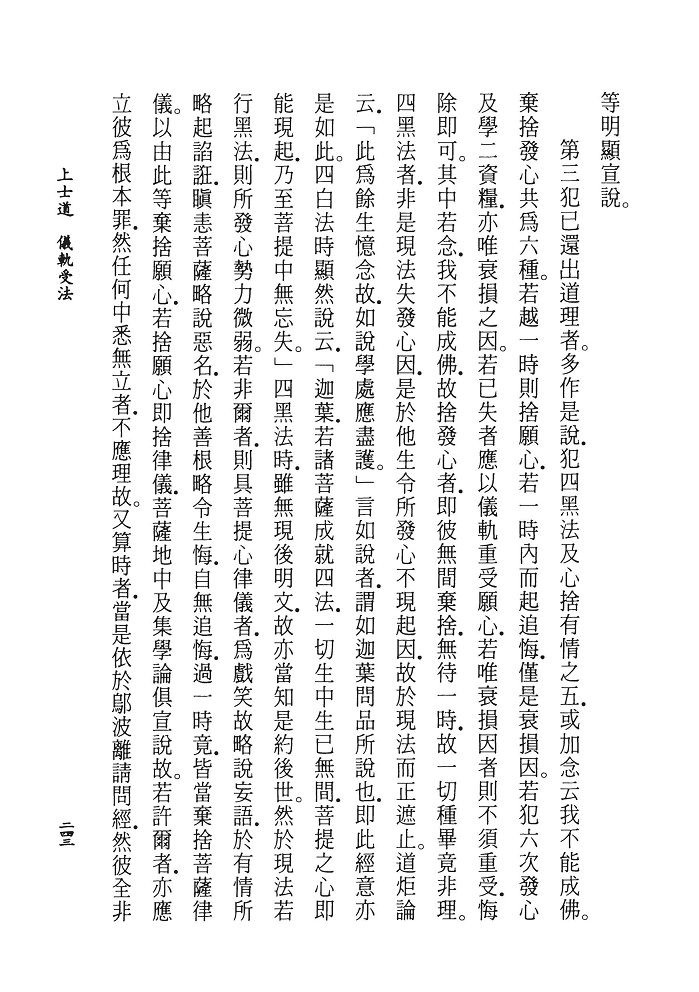 等明顯宣說。
第三犯已還出道理者。多作是說．犯四黑法及心捨有情之五．或加念云我不能成佛。
棄捨發心共為六種。若越一時則捨願心．若一時內而起追悔．僅是衰損因。若犯六次發心
及學二資糧．亦唯衰損之因。若已失者應以儀軌重受願心．若唯衰損因者則不須重受．悔
除即可。其中若念．我不能成佛。故捨發心者．即彼無間棄捨．無待一時．故一切種畢竟非理。
四黑法者．非是現法失發心因．是於他生令所發心不現起因．故於現法而正遮止。道炬論
云．「此爲餘生憶念故．如說學處應盡護。」言如說者．謂如迦葉問品所說也．即此經意亦
是如此。四白法時顯然說云．「迦葉．若諸菩薩成就四法．一切生中生已無間．菩提之心即
能現起．乃至菩提中無忘失。」四黑法時．雖無現後明文．故亦當知是約後世。然於現法若
行黑法．則所發心勢力微弱。若非爾者．則具菩提心律儀者．爲戲笑故略說妄語．於有情所
略起諂誑．瞋恚菩薩略說惡名．於他善根略令生悔．自無追悔．過一時竟．皆當棄捨菩薩律
儀。以由此等棄捨願心．若捨願心即捨律儀．菩薩地中及集學論俱宣說故。若許爾者．亦應
立彼爲根本罪．然任何中悉無立者．不應理故。又算時者．當是依於鄔波離請問經．然彼全非
上士道　儀軌受法
二四三